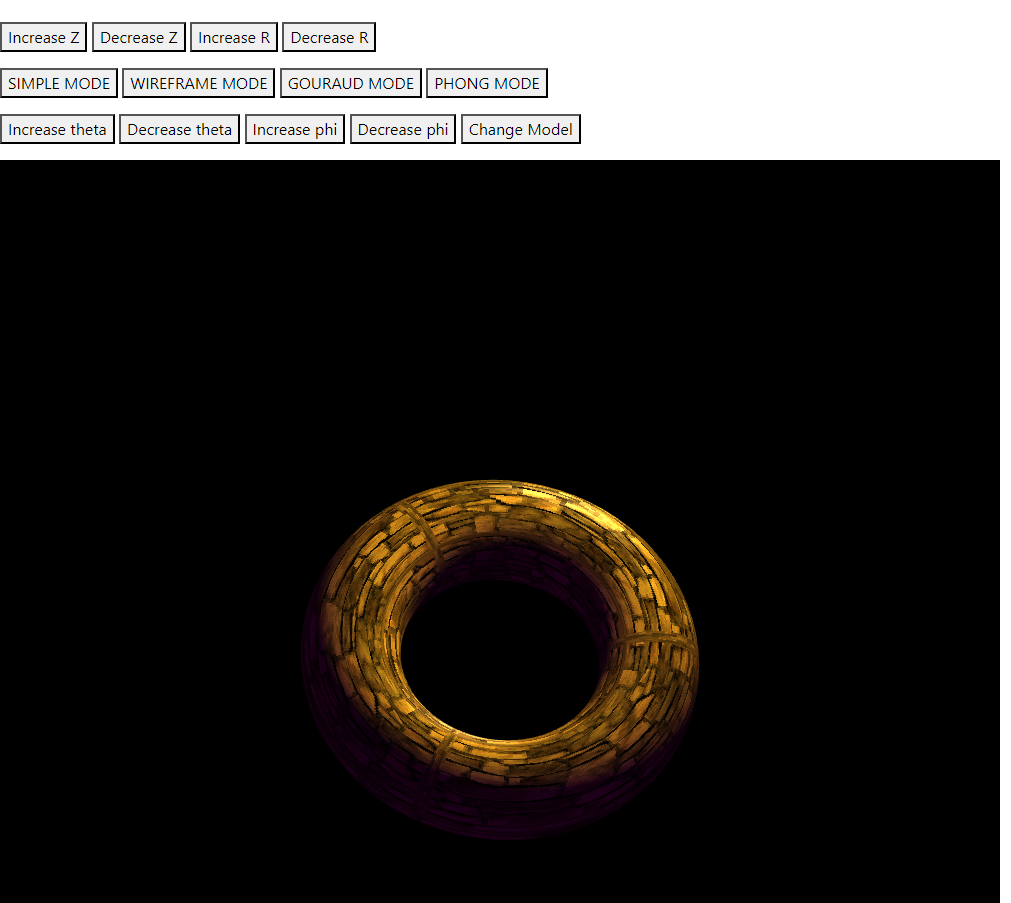 Increase Z Decrease Z Increase R Decrease R
SIMPLE MODE WIREFRAME MODE GOURAUD MODE PHONG MODE
Increase theta Decrease theta Increase phi Decrease phi Change Model